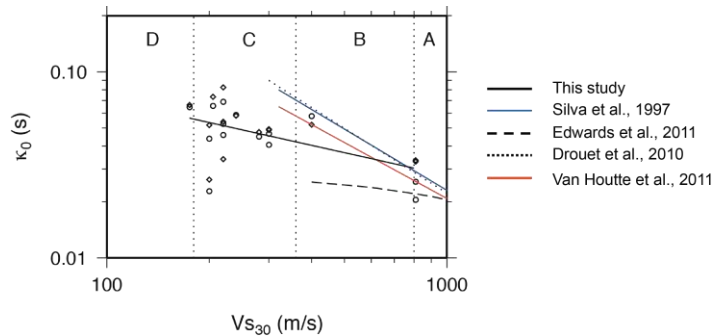 D C B A
0.10
κ₀ (s)
0.01
100 1000
Vs₃₀ (m/s)
This study
Silva et al., 1997
Edwards et al., 2011
Drouet et al., 2010
Van Houtte et al., 2011